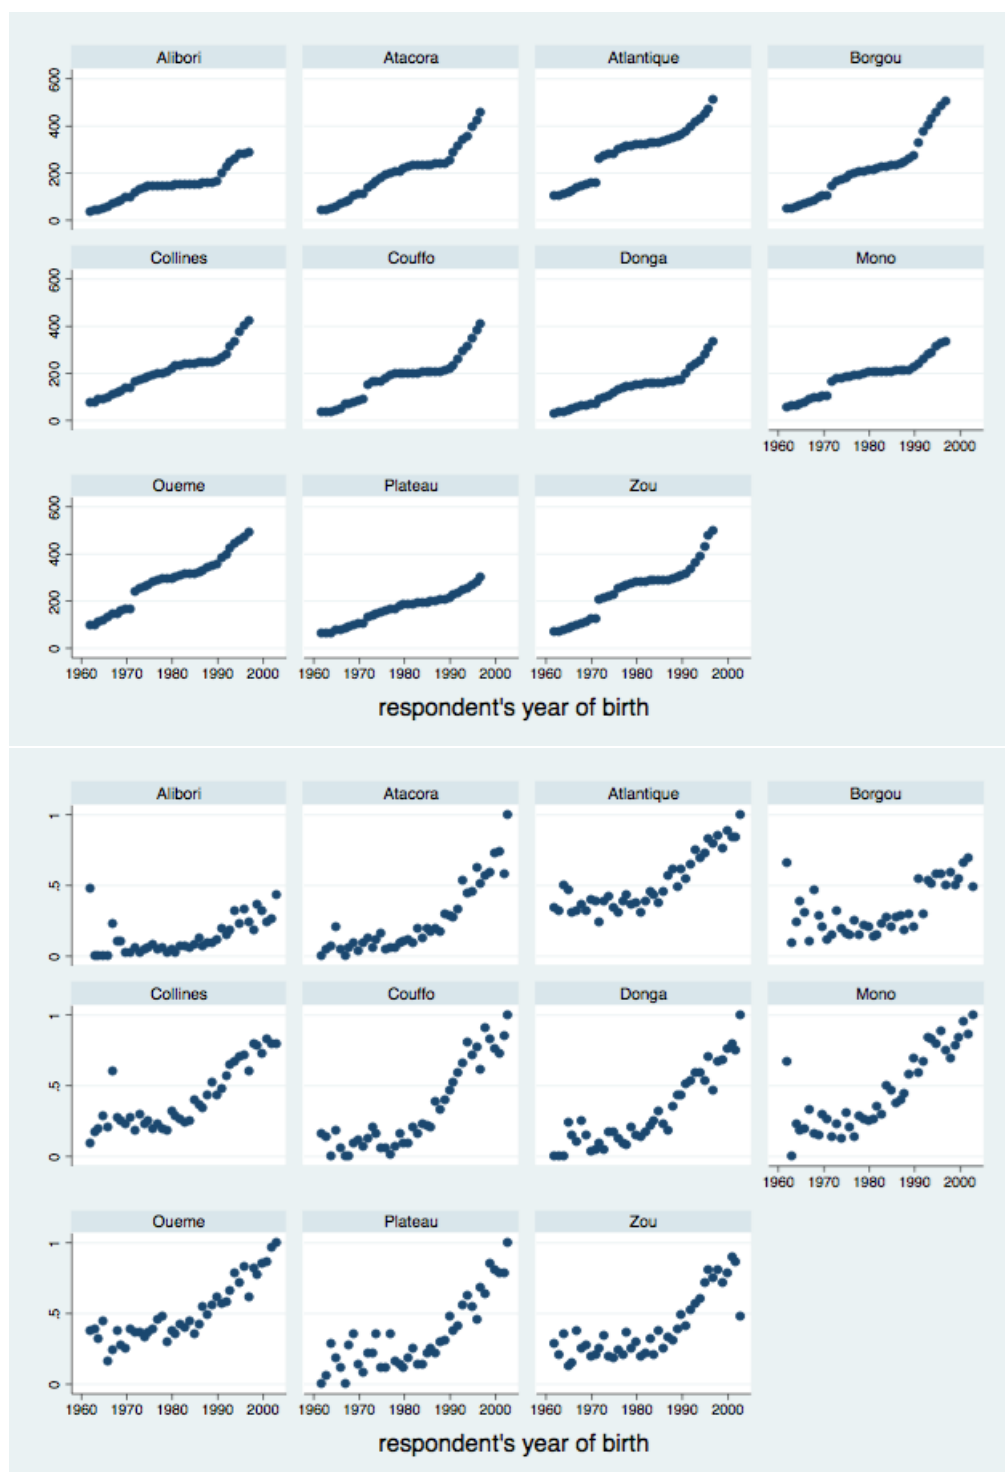 Alibori Atacora Atlantique Borgou
600
400
200
0
Collines Couffo Donga Mono
600
400
200
0
1960 1970 1980 1990 2000
Oueme Plateau Zou
600
400
200
0
1960 1970 1980 1990 2000 1960 1970 1980 1990 2000 1960 1970 1980 1990 2000
respondent's year of birth
Alibori Atacora Atlantique Borgou
1
.5
0
Collines Couffo Donga Mono
1
.5
0
1960 1970 1980 1990 2000
Oueme Plateau Zou
1
.5
0
1960 1970 1980 1990 2000 1960 1970 1980 1990 2000 1960 1970 1980 1990 2000
respondent's year of birth